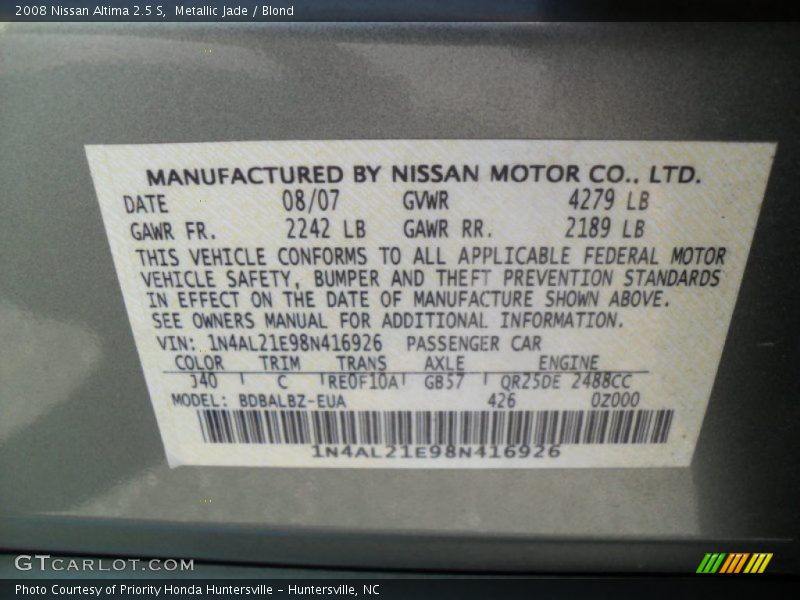 2008 Nissan Altima 2.5 S, Metallic Jade / Blond
MANUFACTURED BY NISSAN MOTOR CO., LTD.
DATE 08/07 GVWR 4279 LB
GAWR FR. 2242 LB GAWR RR. 2189 LB
THIS VEHICLE CONFORMS TO ALL APPLICABLE FEDERAL MOTOR
VEHICLE SAFETY, BUMPER AND THEFT PREVENTION STANDARDS
IN EFFECT ON THE DATE OF MANUFACTURE SHOWN ABOVE.
SEE OWNERS MANUAL FOR ADDITIONAL INFORMATION.
VIN: 1N4AL21E98N416926 PASSENGER CAR
COLOR TRIM TRANS AXLE ENGINE
J40 C RE0F10A GB57 QR25DE 2488CC
MODEL: BDBALBZ-EUA 426 0Z000
1N4AL21E98N416926
GTCARLOT.COM
Photo Courtesy of Priority Honda Huntersville – Huntersville, NC